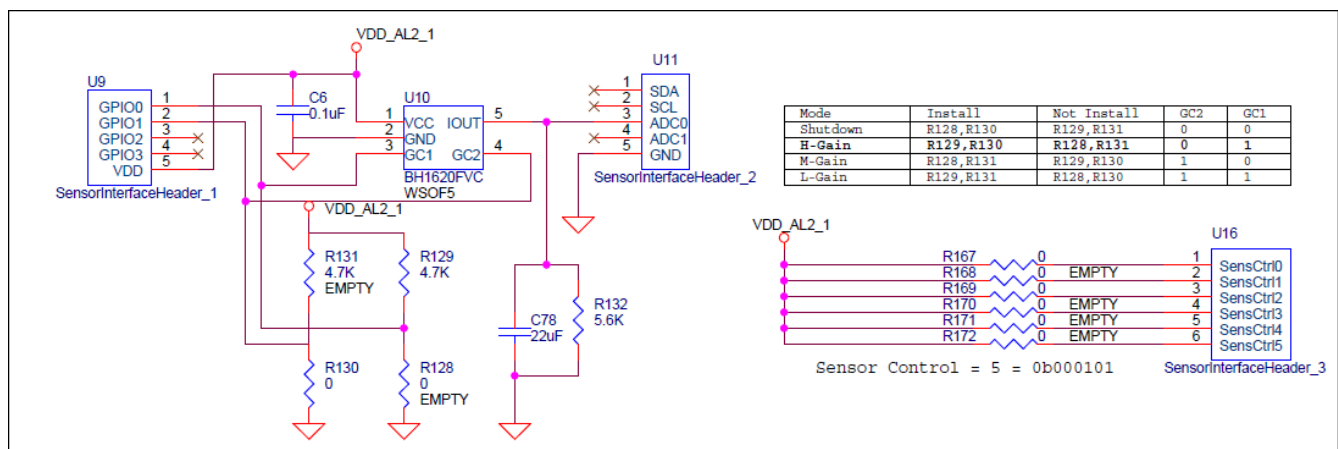 VDD_AL2_1
U9
GPIO0 1
GPIO1 2
GPIO2 3
GPIO3 4
VDD 5
SensorInterfaceHeader_1
C6
0.1uF
U10
1 VCC IOUT 5
2 GND
3 GC1 GC2 4
BH1620FVC
WSOF5
U11
1 SDA
2 SCL
3 ADC0
4 ADC1
5 GND
SensorInterfaceHeader_2
VDD_AL2_1
R131
4.7K
EMPTY
R129
4.7K
R130
0
R128
0
EMPTY
C78
22uF
R132
5.6K
Mode Install Not Install GC2 GC1
Shutdown R128,R130 R129,R131 0 0
H-Gain R129,R130 R128,R131 0 1
M-Gain R128,R131 R129,R130 1 0
L-Gain R129,R131 R128,R130 1 1
VDD_AL2_1
U16
R167 0 1 SensCtrl0
R168 0 EMPTY 2 SensCtrl1
R169 0 3 SensCtrl2
R170 0 EMPTY 4 SensCtrl3
R171 0 EMPTY 5 SensCtrl4
R172 0 EMPTY 6 SensCtrl5
SensorInterfaceHeader_3
Sensor Control = 5 = 0b000101